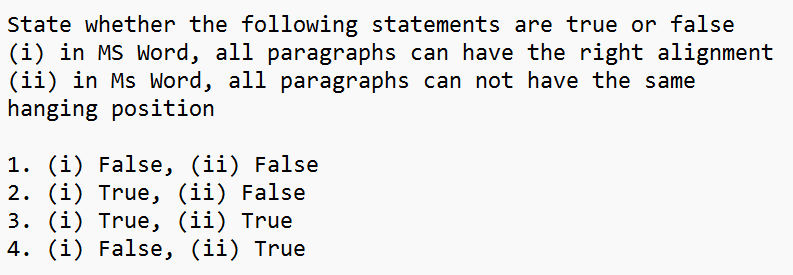 State whether the following statements are true or false
(i) in MS Word, all paragraphs can have the right alignment
(ii) in Ms Word, all paragraphs can not have the same
hanging position
1. (i) False, (ii) False
2. (i) True, (ii) False
3. (i) True, (ii) True
4. (i) False, (ii) True